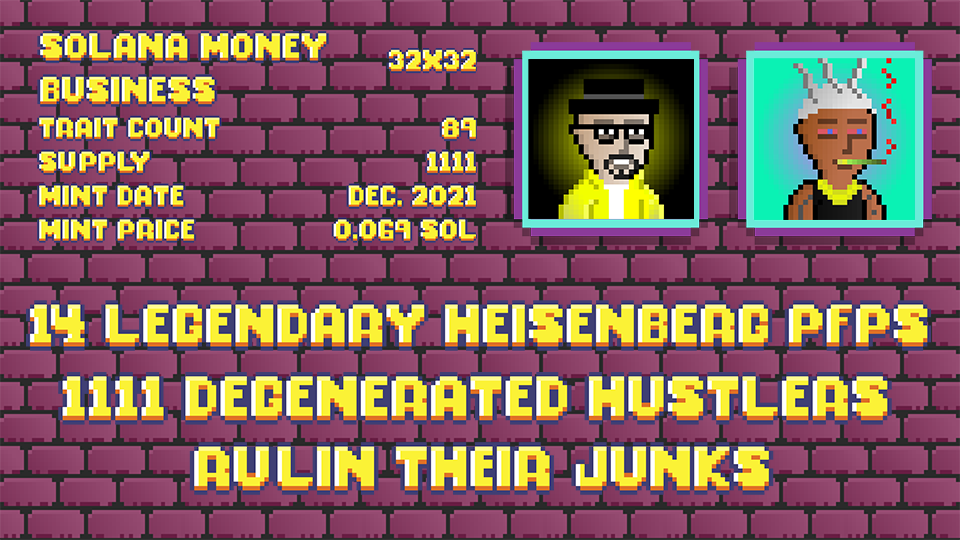 SOLANA MONEY
BUSINESS 32X32
TRAIT COUNT 89
SUPPLY 1111
MINT DATE DEC. 2021
MINT PRICE 0.069 SOL
14 LEGENDARY HEISENBERG PFPS
1111 DEGENERATED HUSTLERS
RULIN THEIR JUNKS